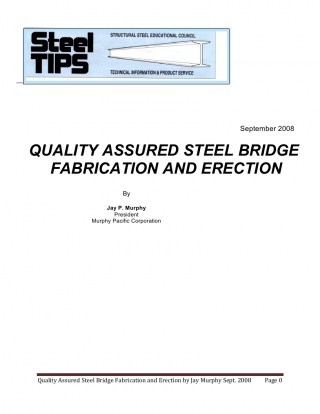 Steel
TIPS
STRUCTURAL STEEL EDUCATIONAL COUNCIL
TECHNICAL INFORMATION & PRODUCT SERVICE
September 2008
QUALITY ASSURED STEEL BRIDGE
FABRICATION AND ERECTION
By
Jay P. Murphy
President
Murphy Pacific Corporation
Quality Assured Steel Bridge Fabrication and Erection by Jay Murphy Sept. 2008 Page 0